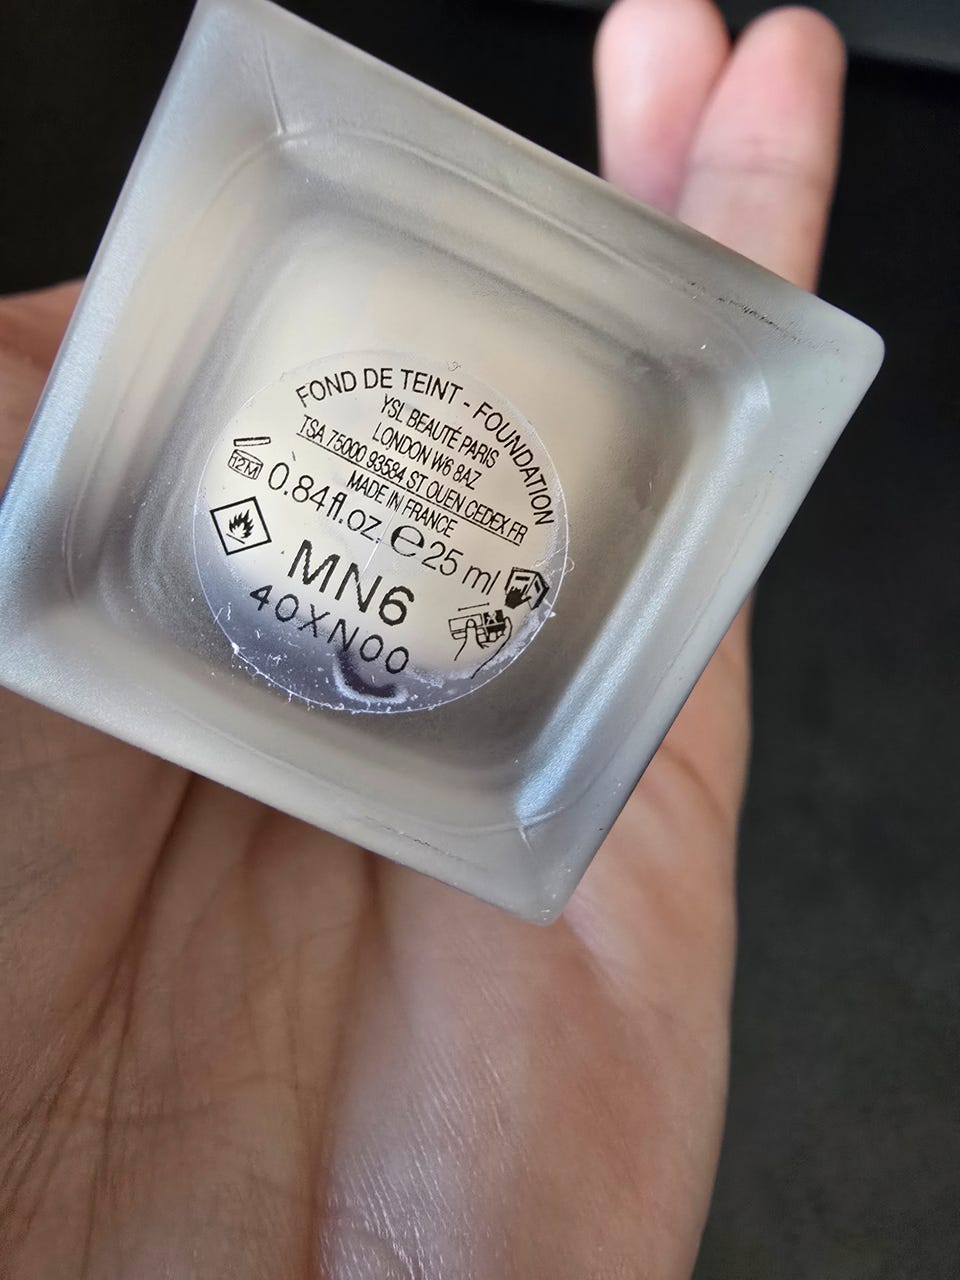 FOND DE TEINT - FOUNDATION
YSL BEAUTÉ PARIS
LONDON W6 8AZ
TSA 75000 93584 ST OUEN CEDEX FR
MADE IN FRANCE
12M
0.84fl.oz. ℮ 25 ml
MN6
40XN00